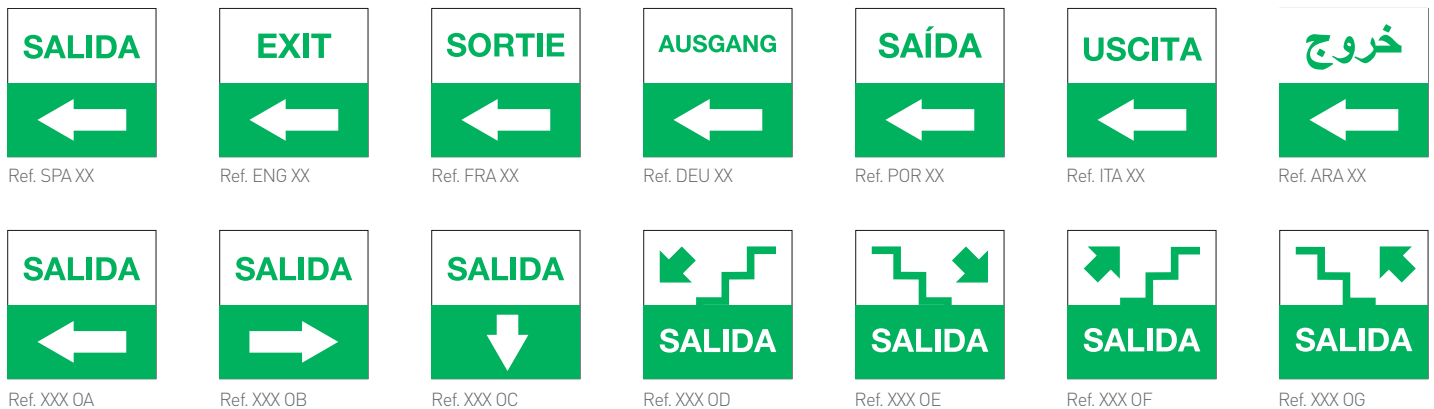 SALIDA
EXIT
SORTIE
AUSGANG
SAÍDA
USCITA
خروج
Ref. SPA XX
Ref. ENG XX
Ref. FRA XX
Ref. DEU XX
Ref. POR XX
Ref. ITA XX
Ref. ARA XX
SALIDA
SALIDA
SALIDA
SALIDA
SALIDA
SALIDA
SALIDA
Ref. XXX 0A
Ref. XXX 0B
Ref. XXX 0C
Ref. XXX 0D
Ref. XXX 0E
Ref. XXX 0F
Ref. XXX 0G